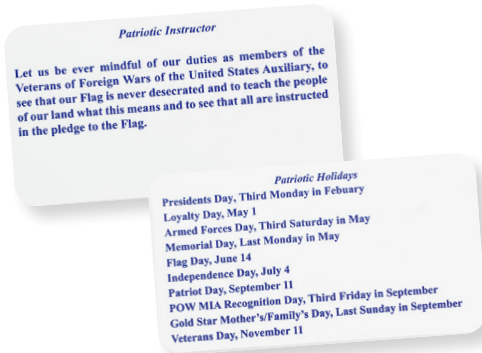 Patriotic Instructor
Let us be ever mindful of our duties as members of the
Veterans of Foreign Wars of the United States Auxiliary, to
see that our Flag is never desecrated and to teach the people
of our land what this means and to see that all are instructed
in the pledge to the Flag.
Patriotic Holidays
Presidents Day, Third Monday in Febuary
Loyalty Day, May 1
Armed Forces Day, Third Saturday in May
Memorial Day, Last Monday in May
Flag Day, June 14
Independence Day, July 4
Patriot Day, September 11
POW MIA Recognition Day, Third Friday in September
Gold Star Mother's/Family's Day, Last Sunday in September
Veterans Day, November 11